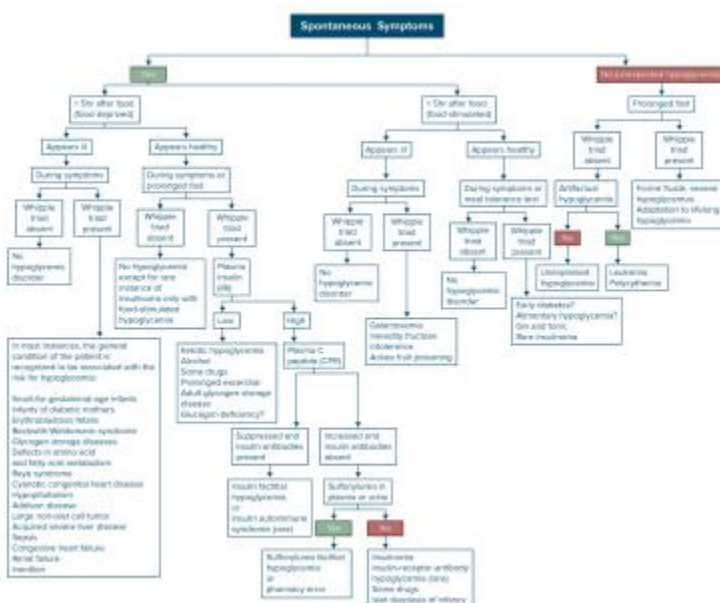 Spontaneous Symptoms
Yes
No (unexpected hypoglycemia)
> 5hr after food
(food deprived)
< 5hr after food
(food-stimulated)
Prolonged fast
Appears ill
Appears healthy
Appears ill
Appears healthy
Whipple
triad
absent
Whipple
triad
present
During symptoms
During symptoms or
prolonged fast
During symptoms
During symptoms or
meal tolerance test
Artifactual
hypoglycemia
Forme fruste, severe
hypoglycemia
Adaptation to lifelong
hypoglycemia
Whipple
triad
absent
Whipple
triad
present
Whipple
triad
absent
Whipple
triad
present
Whipple
triad
absent
Whipple
triad
present
Whipple
triad
absent
Whipple
triad
present
No
Yes
No
hypoglycemic
disorder
No hypoglycemia
except for rare
instance of
insulinoma only with
food-stimulated
hypoglycemia
Plasma
insulin
No
hypoglycemic
disorder
No
hypoglycemic
disorder
Unexplained
hypoglycemia
Leukemia
Polycythemia
Galactosemia
Heredity fructose
intolerance
Ackee fruit poisoning
Early diabetes?
Alimentary hypoglycemia?
Gin and tonic
Rare insulinoma
Low
High
In most instances, the general
condition of the patient is
recognized to be associated with the
risk for hypoglycemia:
Small for gestational age infants
Infants of diabetic mothers
Erythroblastosis fetalis
Beckwith-Wiedemann syndrome
Glycogen storage diseases
Defects in amino acid
and fatty acid metabolism
Reye syndrome
Cyanotic congenital heart disease
Hypopituitarism
Addison disease
Large non-islet cell tumor
Acquired severe liver disease
Sepsis
Congestive heart failure
Renal failure
Inanition
Ketotic hypoglycemia
Alcohol
Some drugs
Prolonged excercise
Adult glycogen storage
disease
Glucagon deficiency?
Plasma C
peptide (CPR)
Suppressed and
insulin antibodies
present
Increased and
insulin antibodies
absent
Insulin factitial
hypoglycemia
or
Insulin autoimmune
syndrome (rare)
Sulfonylurea in
plasma or urine
Yes
No
Sulfonylurea factitial
hypoglycemia
or
pharmacy error
Insulinoma
Insulin-receptor-antibody
hypoglycemia (rare)
Some drugs
Islet dysplasia of infancy